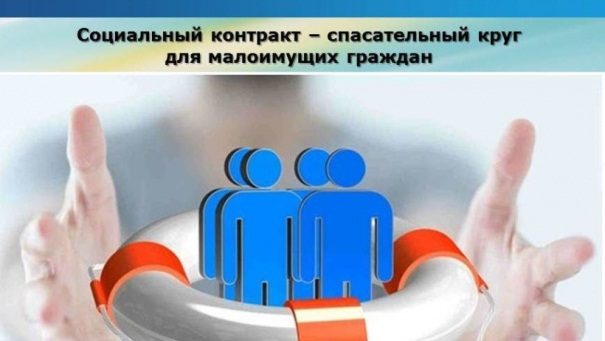 Социальный контракт – спасательный круг
для малоимущих граждан